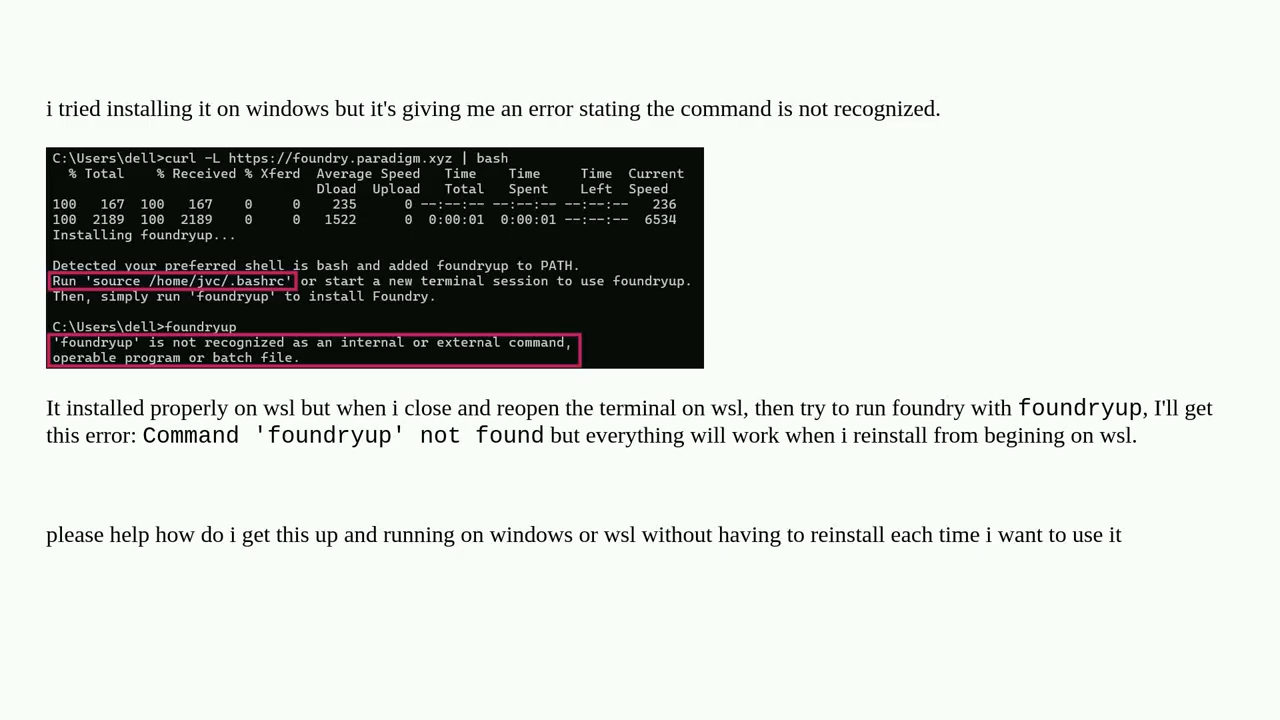 i tried installing it on windows but it's giving me an error stating the command is not recognized.
C:\Users\dell>curl -L https://foundry.paradigm.xyz | bash
% Total % Received % Xferd Average Speed Time Time Time Current
Dload Upload Total Spent Left Speed
100 167 100 167 0 0 235 0 --:--:-- --:--:-- --:--:-- 236
100 2189 100 2189 0 0 1522 0 0:00:01 0:00:01 --:--:-- 6534
Installing foundryup...
Detected your preferred shell is bash and added foundryup to PATH.
Run 'source /home/jvc/.bashrc' or start a new terminal session to use foundryup.
Then, simply run 'foundryup' to install Foundry.
C:\Users\dell>foundryup
'foundryup' is not recognized as an internal or external command,
operable program or batch file.
It installed properly on wsl but when i close and reopen the terminal on wsl, then try to run foundry with foundryup, I'll get
this error: Command 'foundryup' not found but everything will work when i reinstall from begining on wsl.
please help how do i get this up and running on windows or wsl without having to reinstall each time i want to use it